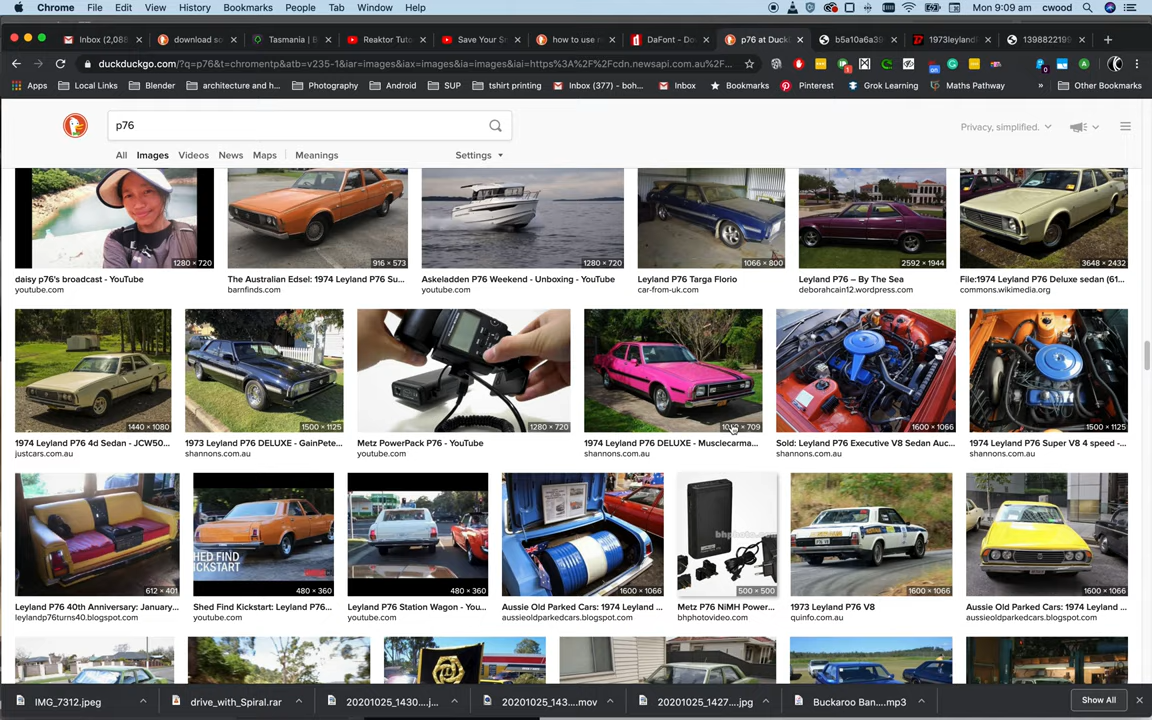 Chrome File Edit View History Bookmarks People Tab Window Help
Mon 9:09 am cwood
Inbox (2,088
download sc
Tasmania | B
Reaktor Tuto
Save Your Se
how to use r
DaFont - Do
p76 at Duck
b5a10a6a39
1973leyland
1398822199
duckduckgo.com/?q=p76&t=chromentp&atb=v235-1&iar=images&iax=images&ia=images&iai=https%3A%2F%2Fcdn.newsapi.com.au%2F...
Apps Local Links Blender architecture and h... Photography Android SUP tshirt printing Inbox (377) - boh... Inbox Bookmarks Pinterest Grok Learning Maths Pathway » Other Bookmarks
p76
Privacy, simplified.
All Images Videos News Maps Meanings Settings
1280 × 720
916 × 573
1280 × 720
1066 × 800
2592 × 1944
3648 × 2432
daisy p76's broadcast - YouTube
youtube.com
The Australian Edsel: 1974 Leyland P76 Su...
barnfinds.com
Askeladden P76 Weekend - Unboxing - YouTube
youtube.com
Leyland P76 Targa Florio
car-from-uk.com
Leyland P76 – By The Sea
deborahcain12.wordpress.com
File:1974 Leyland P76 Deluxe sedan (61...
commons.wikimedia.org
1440 × 1080
1500 × 1125
1280 × 720
× 709
1600 × 1066
1500 × 1125
1974 Leyland P76 4d Sedan - JCW50...
justcars.com.au
1973 Leyland P76 DELUXE - GainPete...
shannons.com.au
Metz PowerPack P76 - YouTube
youtube.com
1974 Leyland P76 DELUXE - Musclecarma...
shannons.com.au
Sold: Leyland P76 Executive V8 Sedan Auc...
shannons.com.au
1974 Leyland P76 Super V8 4 speed -...
shannons.com.au
SHED FIND
KICKSTART
bhphoto
612 × 401
480 × 360
480 × 360
1600 × 1066
500 × 500
1600 × 1066
1600 × 1066
Leyland P76 40th Anniversary: January...
leylandp76turns40.blogspot.com
Shed Find Kickstart: Leyland P76...
youtube.com
Leyland P76 Station Wagon - You...
youtube.com
Aussie Old Parked Cars: 1974 Leyland ...
aussieoldparkedcars.blogspot.com
Metz P76 NiMH Power...
bhphotovideo.com
1973 Leyland P76 V8
quinfo.com.au
Aussie Old Parked Cars: 1974 Leyland ...
aussieoldparkedcars.blogspot.com
IMG_7312.jpeg
drive_with_Spiral.rar
20201025_1430....j...
20201025_143...mov
20201025_1427....jpg
Buckaroo Ban....mp3
Show All